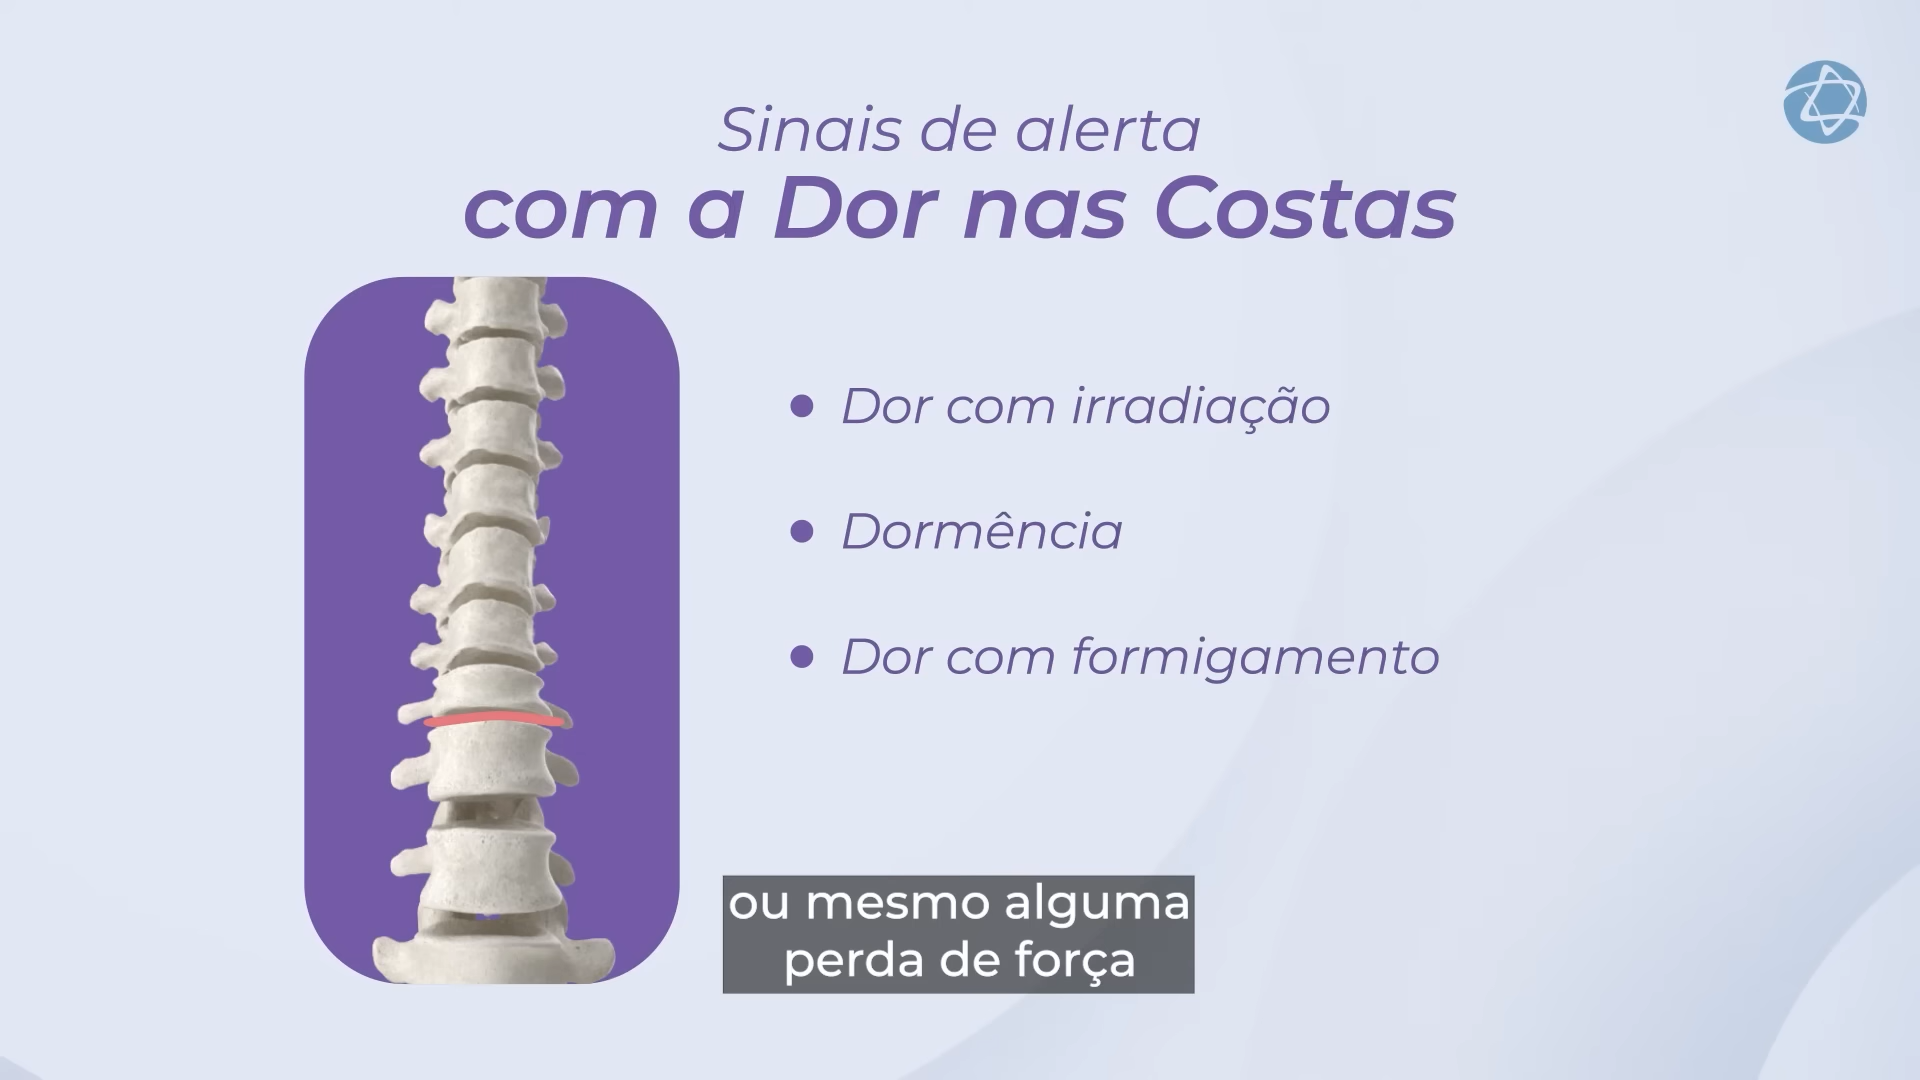 Sinais de alerta
com a Dor nas Costas
Dor com irradiação
Dormência
Dor com formigamento
ou mesmo alguma
perda de força